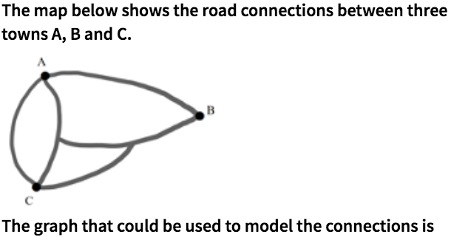 The map below shows the road connections between three
towns A, B and C.
A
B
C
The graph that could be used to model the connections is